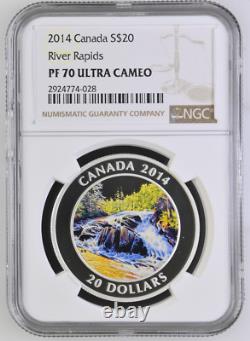 2014 Canada S$20
River Rapids
PF 70 ULTRA CAMEO
2924774-028
NUMISMATIC GUARANTY COMPANY
NGC
CANADA 2014
20 DOLLARS